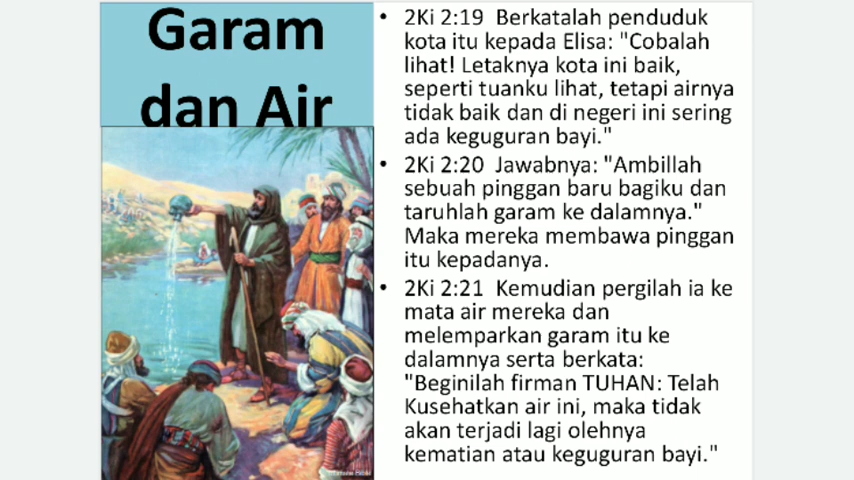 Garam
dan Air
• 2Ki 2:19 Berkatalah penduduk
kota itu kepada Elisa: "Cobalah
lihat! Letaknya kota ini baik,
seperti tuanku lihat, tetapi airnya
tidak baik dan di negeri ini sering
ada keguguran bayi."
• 2Ki 2:20 Jawabnya: "Ambillah
sebuah pinggan baru bagiku dan
taruhlah garam ke dalamnya."
Maka mereka membawa pinggan
itu kepadanya.
• 2Ki 2:21 Kemudian pergilah ia ke
mata air mereka dan
melemparkan garam itu ke
dalamnya serta berkata:
"Beginilah firman TUHAN: Telah
Kusehatkan air ini, maka tidak
akan terjadi lagi olehnya
kematian atau keguguran bayi."